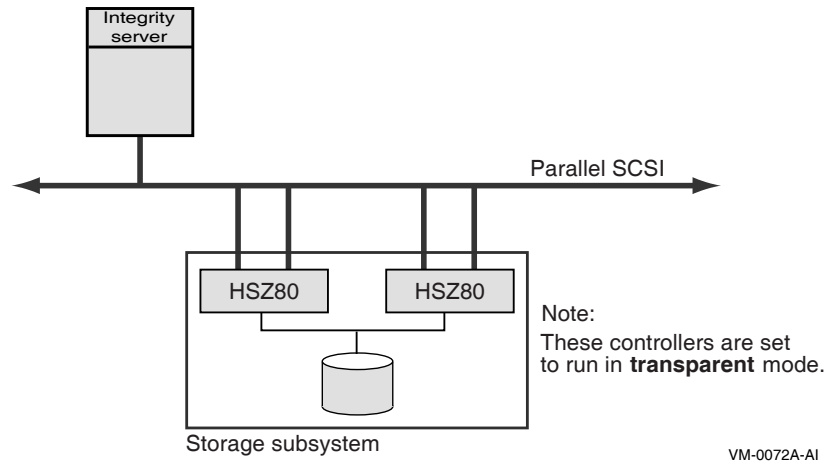 Integrity
server
Parallel SCSI
HSZ80
HSZ80
Note:
These controllers are set
to run in transparent mode.
Storage subsystem
VM-0072A-AI